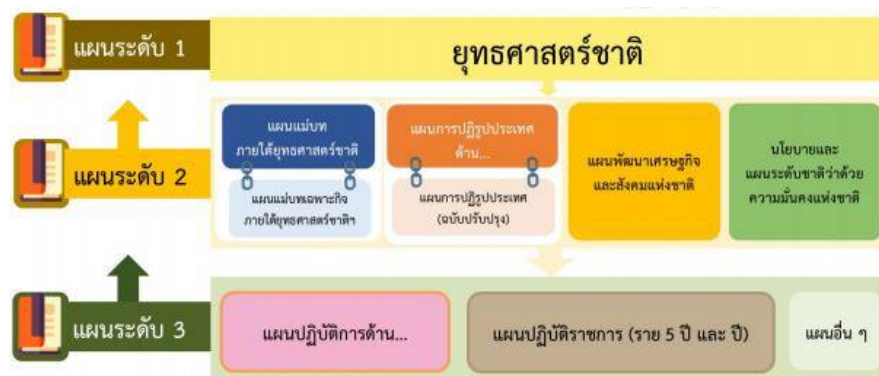 แผนระดับ 1
ยุทธศาสตร์ชาติ
แผนระดับ 2
แผนแม่บท
ภายใต้ยุทธศาสตร์ชาติ
แผนแม่บทเฉพาะกิจ
ภายใต้ยุทธศาสตร์ชาติฯ
แผนการปฏิรูปประเทศ
ด้าน...
แผนการปฏิรูปประเทศ
(ฉบับปรับปรุง)
แผนพัฒนาเศรษฐกิจ
และสังคมแห่งชาติ
นโยบายและ
แผนระดับชาติว่าด้วย
ความมั่นคงแห่งชาติ
แผนระดับ 3
แผนปฏิบัติการด้าน...
แผนปฏิบัติราชการ (ราย 5 ปี และ ปี)
แผนอื่น ๆ